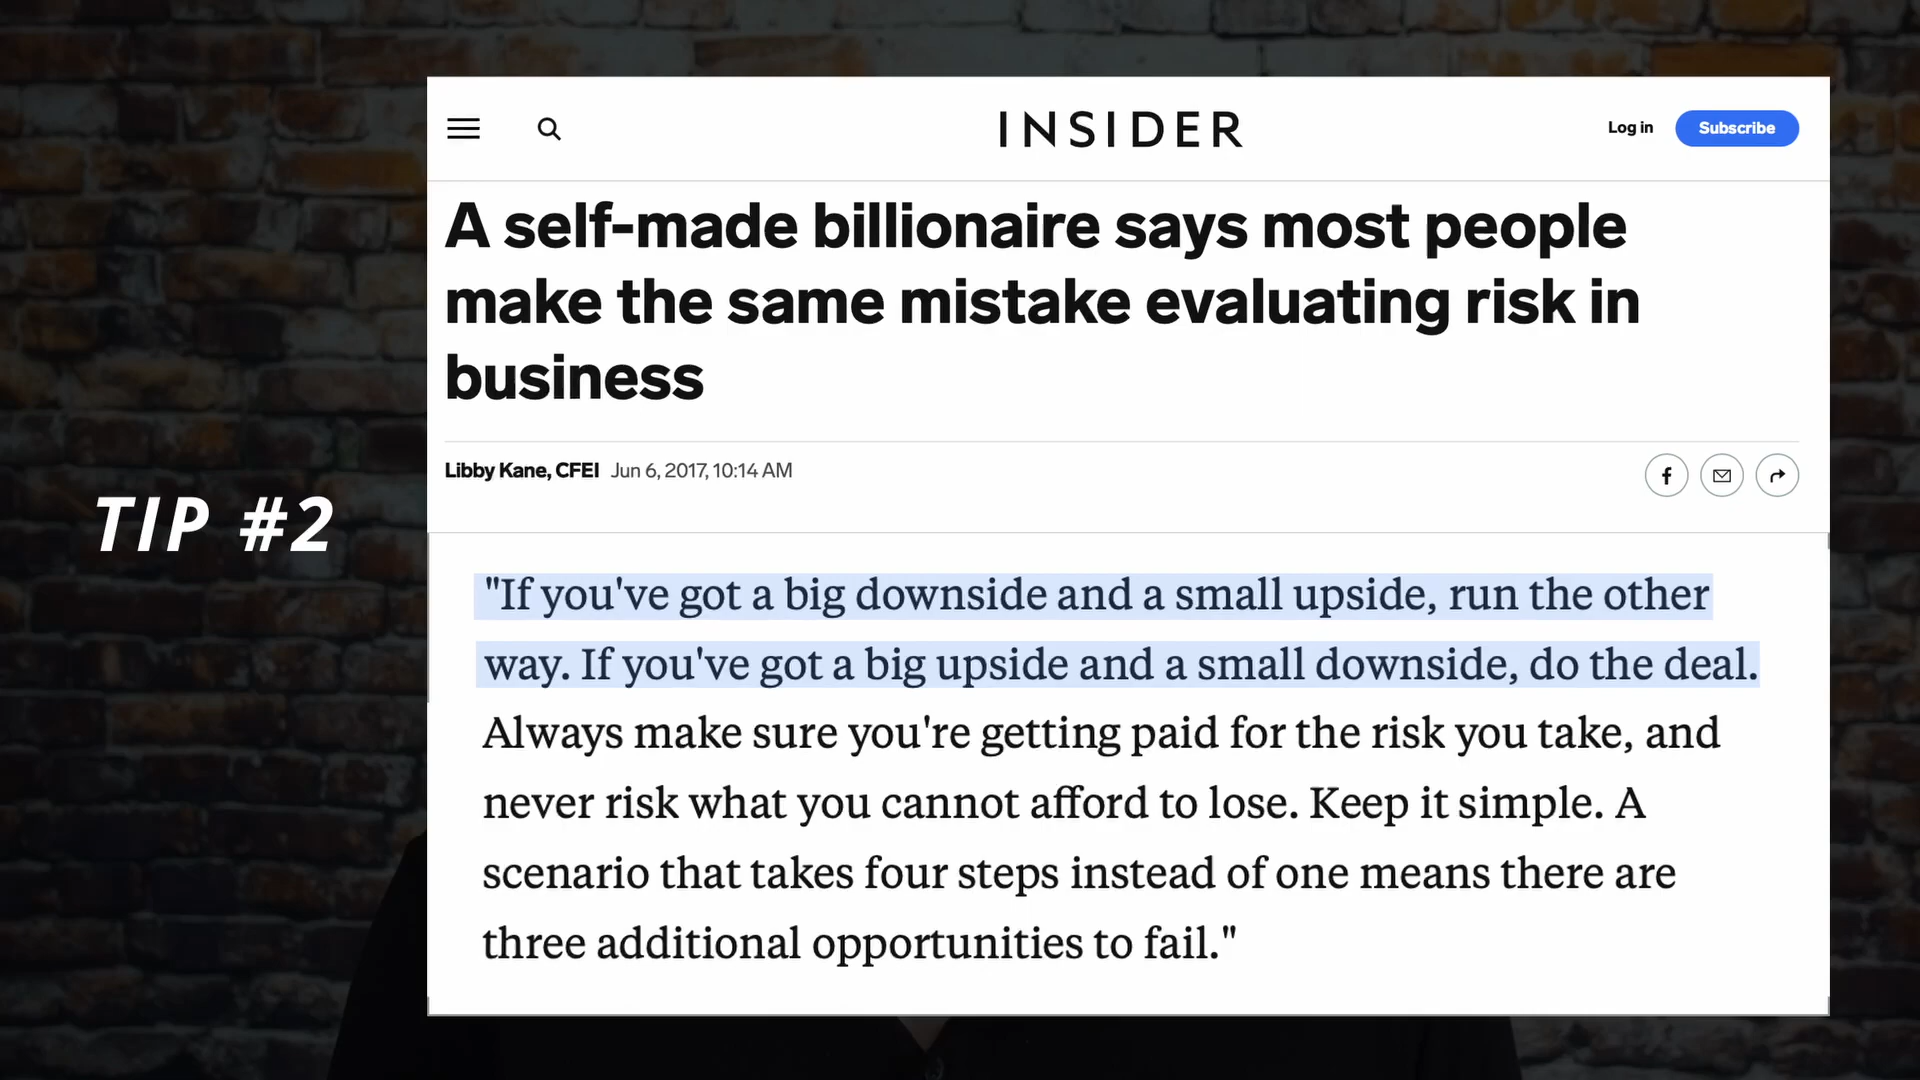 INSIDER
Log in
Subscribe
A self-made billionaire says most people
make the same mistake evaluating risk in
business
Libby Kane, CFEI Jun 6, 2017, 10:14 AM
TIP #2
"If you've got a big downside and a small upside, run the other
way. If you've got a big upside and a small downside, do the deal.
Always make sure you're getting paid for the risk you take, and
never risk what you cannot afford to lose. Keep it simple. A
scenario that takes four steps instead of one means there are
three additional opportunities to fail."